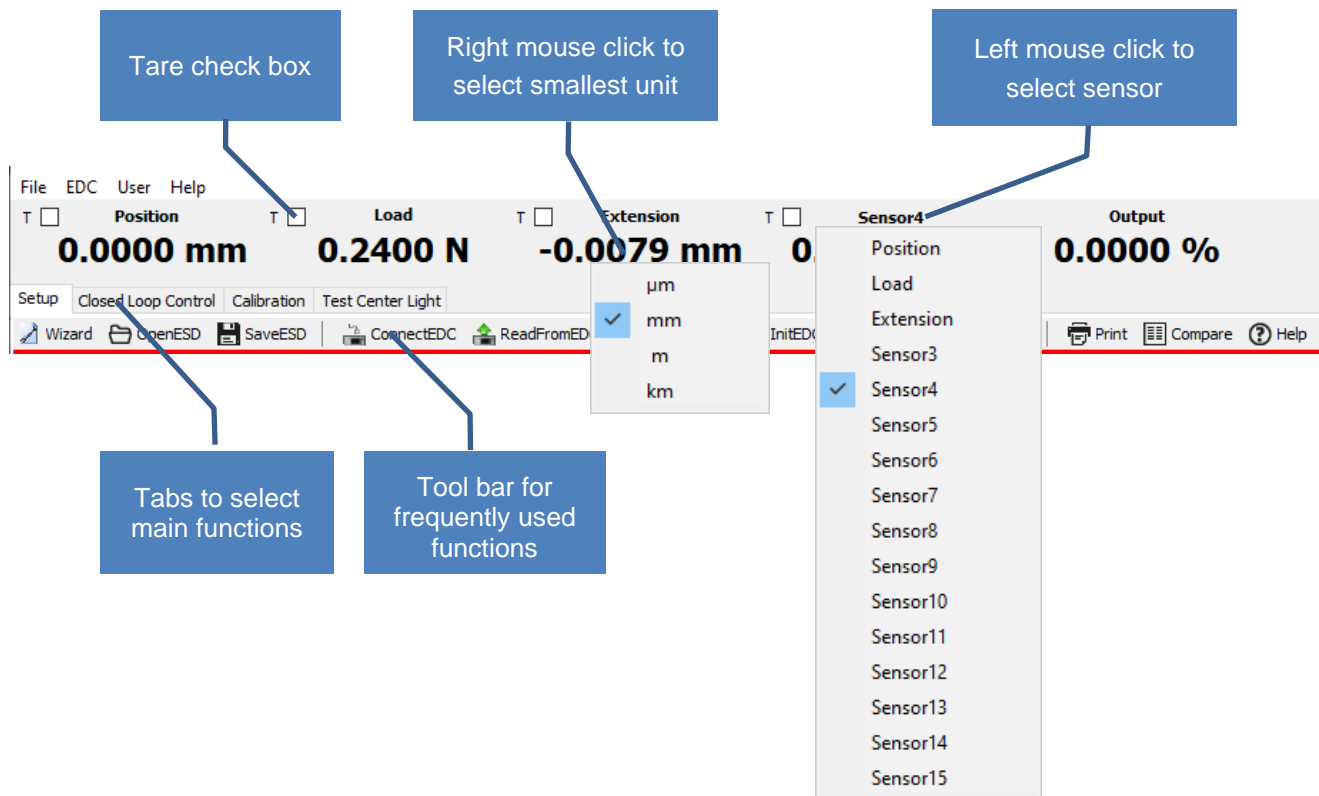 Tare check box
Right mouse click to
select smallest unit
Left mouse click to
select sensor
File EDC User Help
T Position T Load T Extension T Sensor4 Output
0.0000 mm 0.2400 N -0.0079 mm 0. 0.0000 %
Setup Closed Loop Control Calibration Test Center Light
Wizard OpenESD SaveESD ConnectEDC ReadFromED InitEDC Print Compare Help
µm
mm
m
km
Position
Load
Extension
Sensor3
Sensor4
Sensor5
Sensor6
Sensor7
Sensor8
Sensor9
Sensor10
Sensor11
Sensor12
Sensor13
Sensor14
Sensor15
Tabs to select
main functions
Tool bar for
frequently used
functions